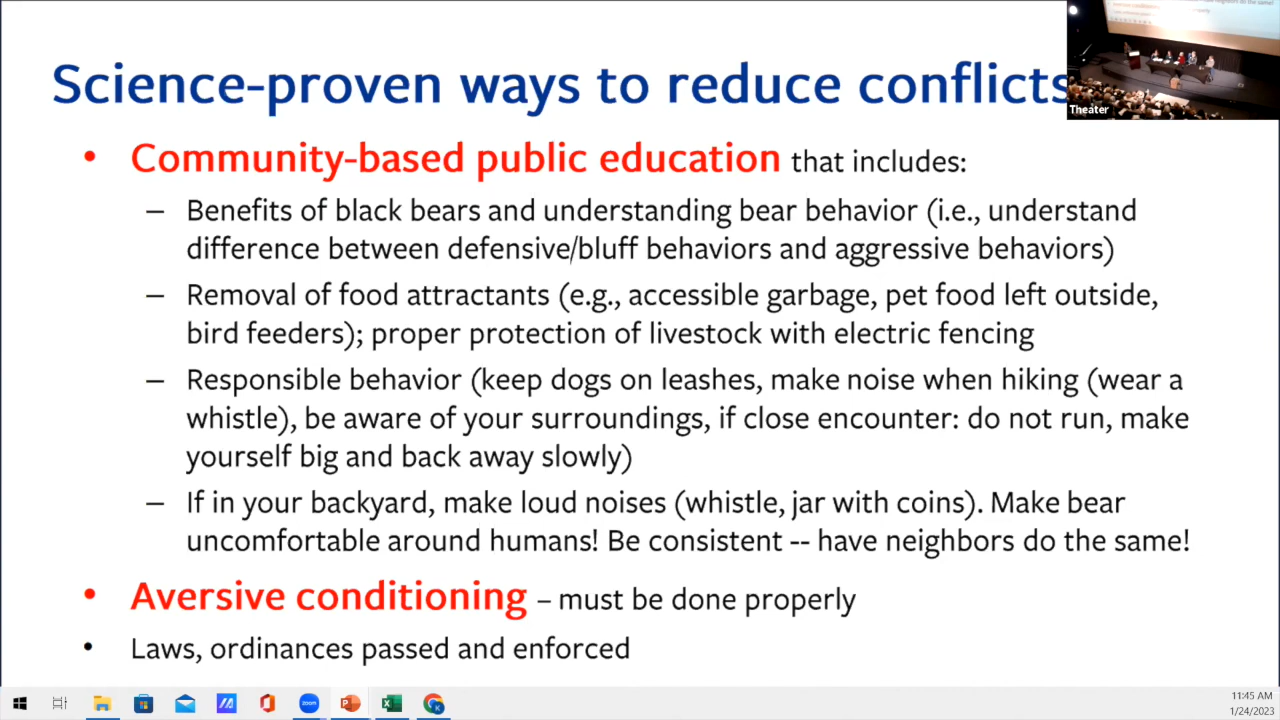 Science-proven ways to reduce conflicts
Theater
• Community-based public education that includes:
– Benefits of black bears and understanding bear behavior (i.e., understand
difference between defensive/bluff behaviors and aggressive behaviors)
– Removal of food attractants (e.g., accessible garbage, pet food left outside,
bird feeders); proper protection of livestock with electric fencing
– Responsible behavior (keep dogs on leashes, make noise when hiking (wear a
whistle), be aware of your surroundings, if close encounter: do not run, make
yourself big and back away slowly)
– If in your backyard, make loud noises (whistle, jar with coins). Make bear
uncomfortable around humans! Be consistent -- have neighbors do the same!
• Aversive conditioning – must be done properly
• Laws, ordinances passed and enforced
zoom
11:45 AM
1/24/2023